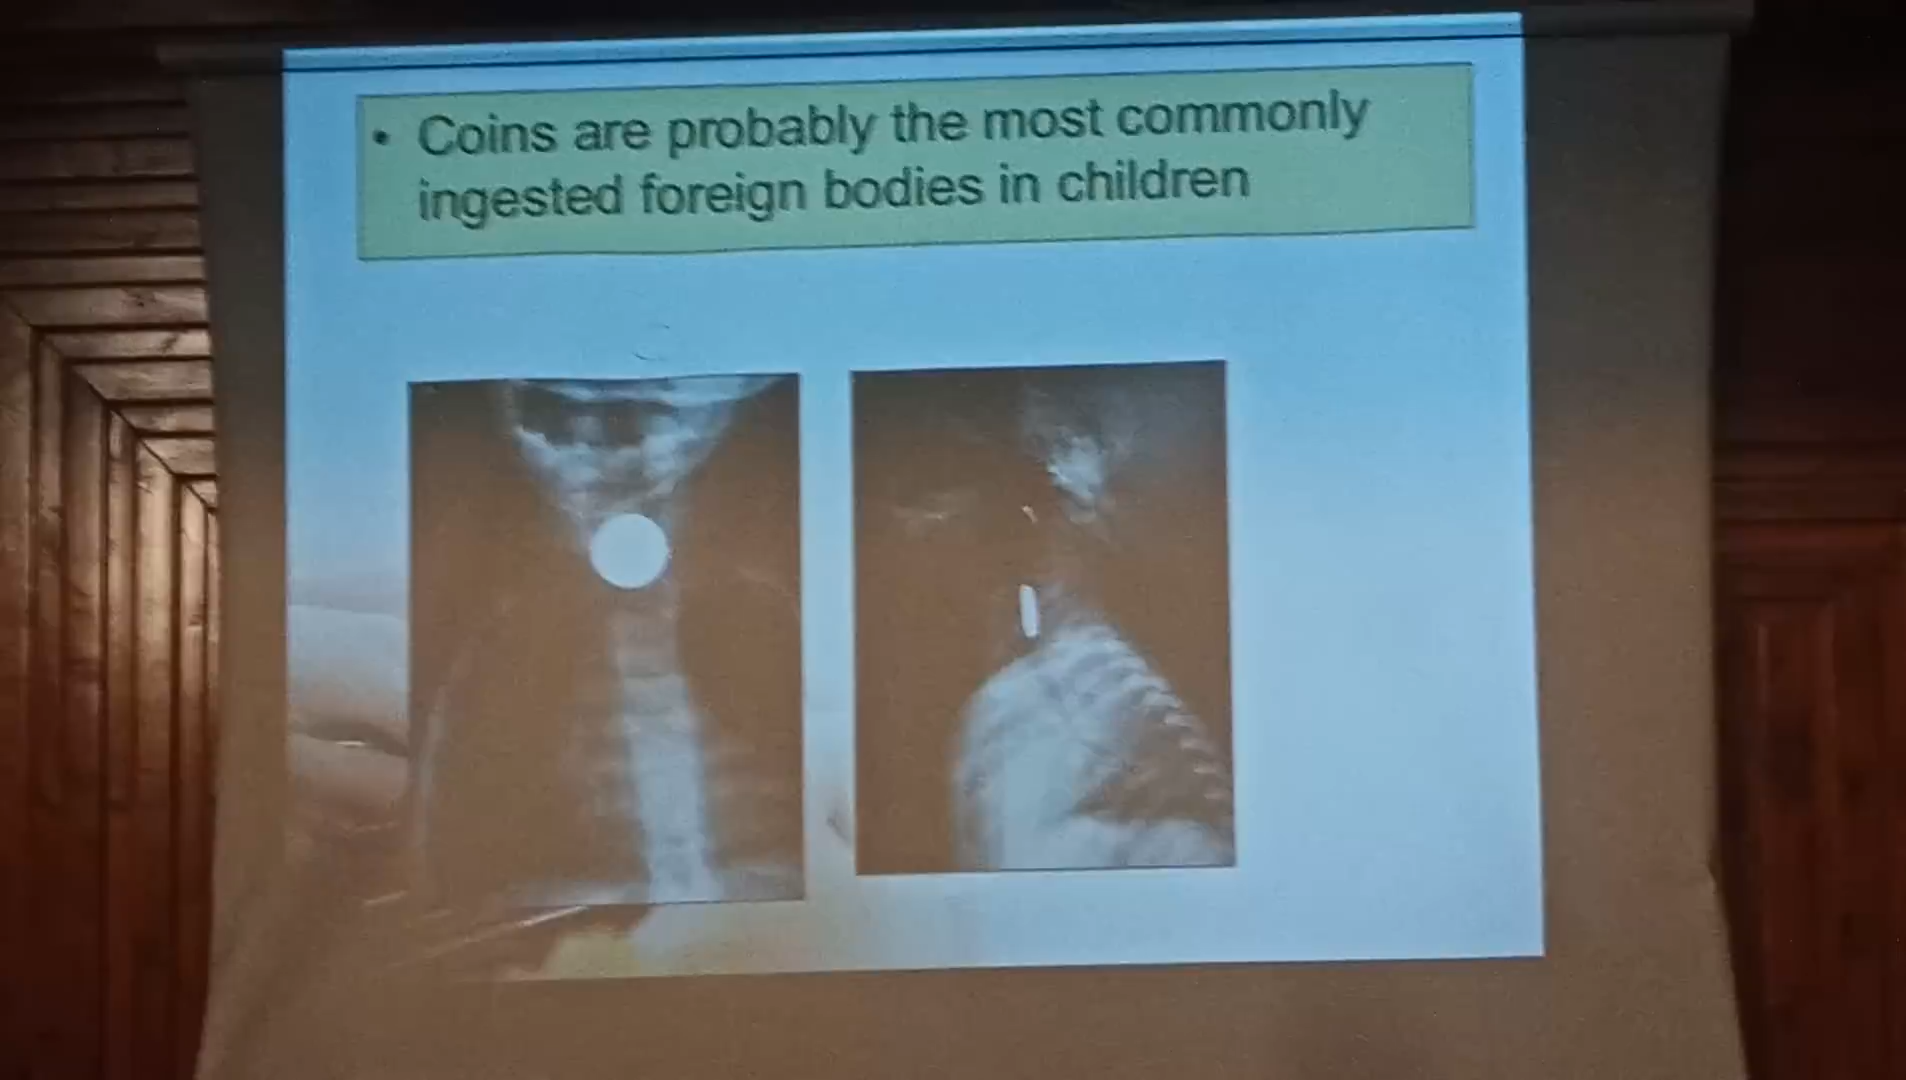 • Coins are probably the most commonly
ingested foreign bodies in children